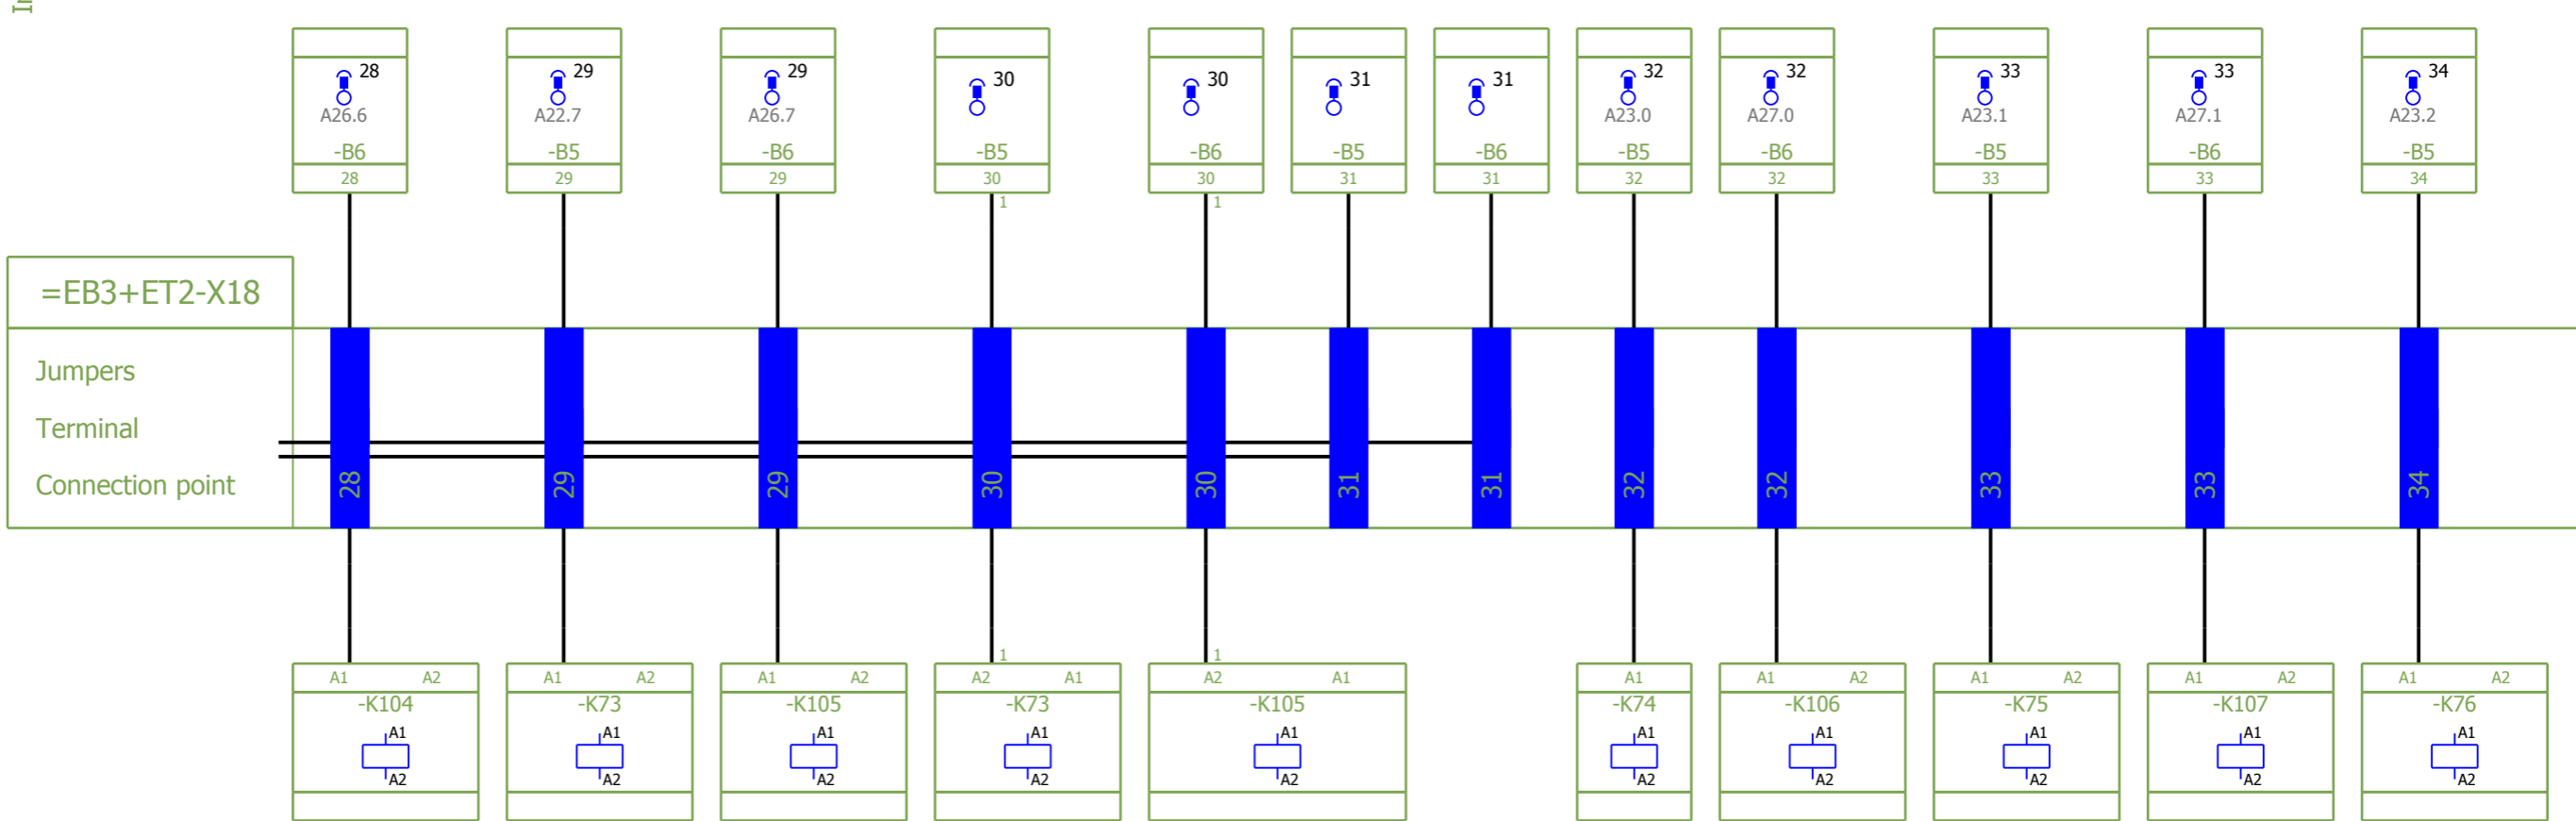 28 29 29 30 30 31 31 32 32 33 33 34
A26.6 A22.7 A26.7 A23.0 A27.0 A23.1 A27.1 A23.2
-B6 -B5 -B6 -B5 -B6 -B5 -B6 -B5 -B6 -B5 -B6 -B5
28 29 29 30 30 31 31 32 32 33 33 34
1 1
=EB3+ET2-X18
Jumpers
Terminal
Connection point
28 29 29 30 30 31 31 32 32 33 33 34
1 1
A1 A2 A1 A2 A1 A2 A2 A1 A2 A1 A1 A1 A2 A1 A2 A1 A2 A1 A2
-K104 -K73 -K105 -K73 -K105 -K74 -K106 -K75 -K107 -K76
A1 A1 A1 A1 A1 A1 A1 A1 A1 A1
A2 A2 A2 A2 A2 A2 A2 A2 A2 A2